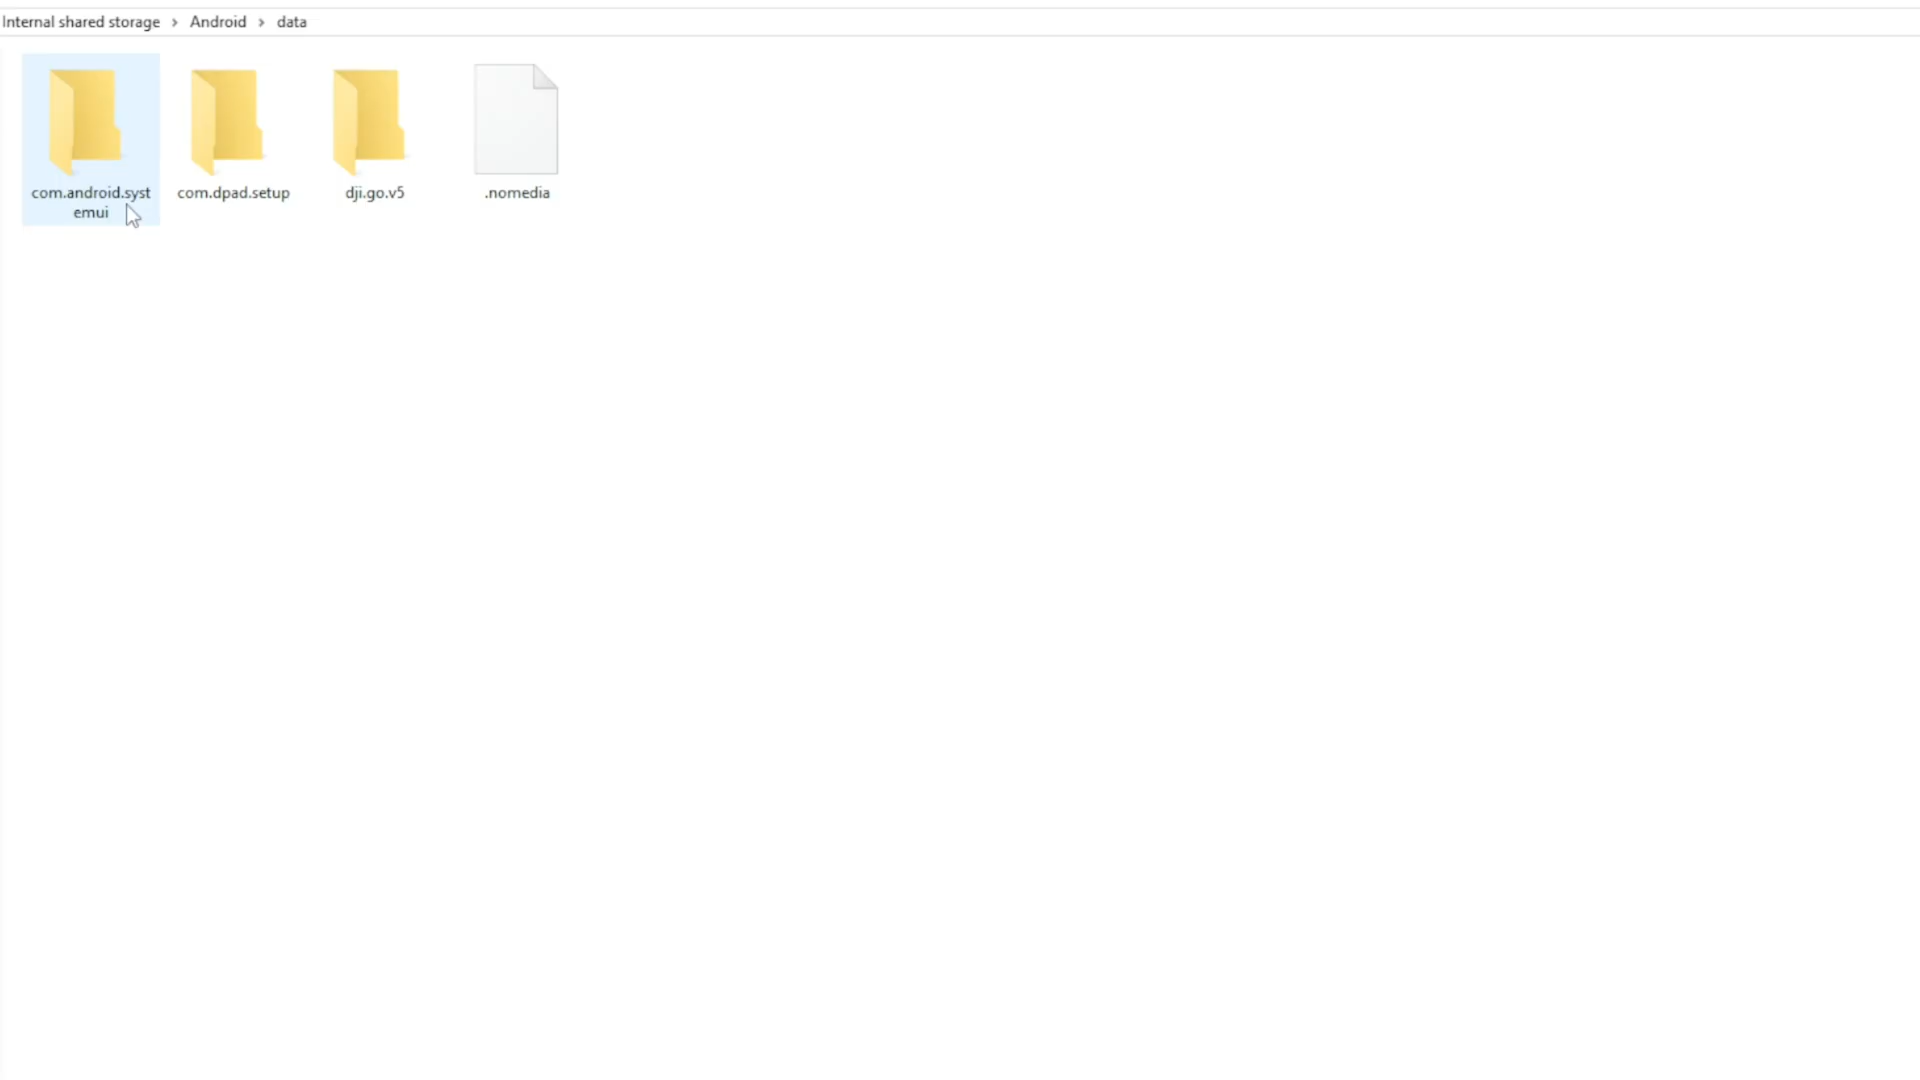 Internal shared storage > Android > data
com.android.syst
emui
com.dpad.setup
dji.go.v5
.nomedia